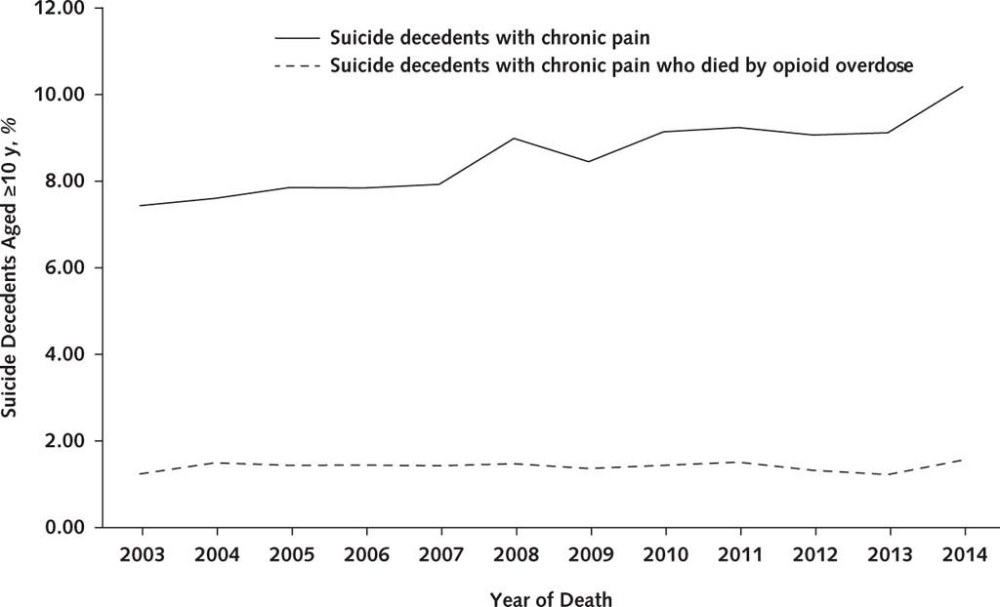 12.00
10.00
8.00
6.00
4.00
2.00
0.00
Suicide Decedents Aged ≥10 y, %
Suicide decedents with chronic pain
Suicide decedents with chronic pain who died by opioid overdose
2003 2004 2005 2006 2007 2008 2009 2010 2011 2012 2013 2014
Year of Death